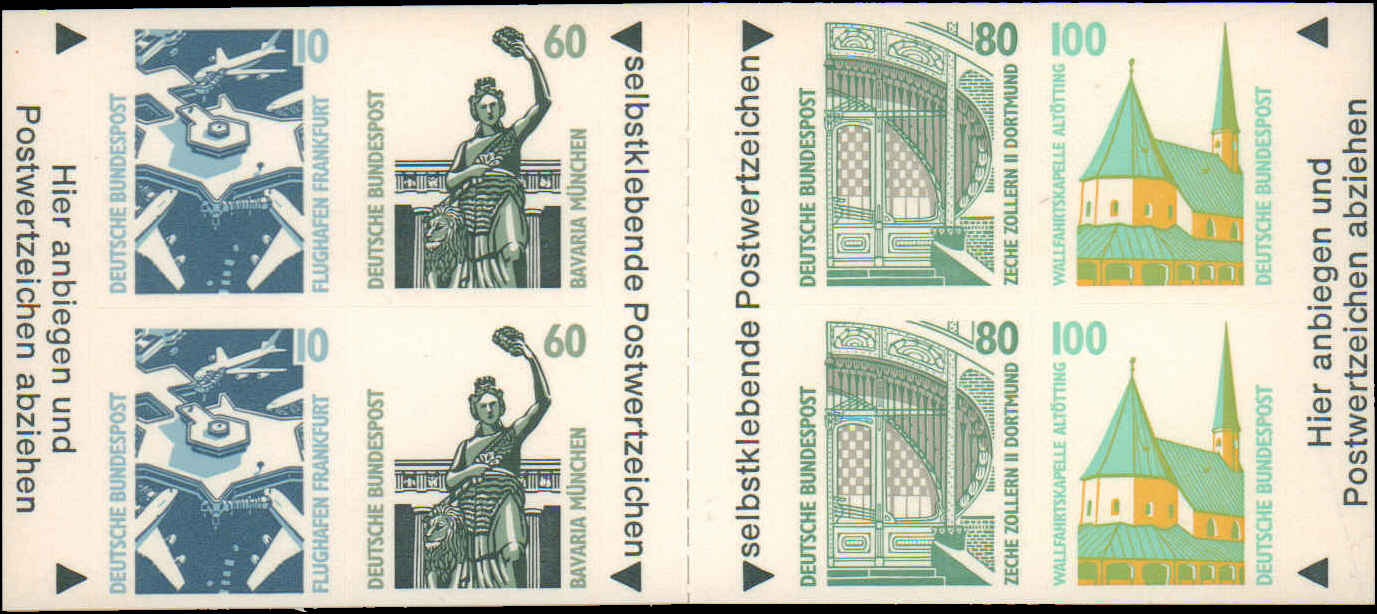 Hier anbiegen und
Postwertzeichen abziehen
DEUTSCHE BUNDESPOST
10
FLUGHAFEN FRANKFURT
DEUTSCHE BUNDESPOST
60
BAVARIA MÜNCHEN
DEUTSCHE BUNDESPOST
10
FLUGHAFEN FRANKFURT
DEUTSCHE BUNDESPOST
60
BAVARIA MÜNCHEN
selbstklebende Postwertzeichen
selbstklebende Postwertzeichen
DEUTSCHE BUNDESPOST
80
ZECHE ZOLLERN II DORTMUND
100
WALLFAHRTSKAPELLE ALTÖTTING
DEUTSCHE BUNDESPOST
DEUTSCHE BUNDESPOST
80
ZECHE ZOLLERN II DORTMUND
100
WALLFAHRTSKAPELLE ALTÖTTING
DEUTSCHE BUNDESPOST
Hier anbiegen und
Postwertzeichen abziehen